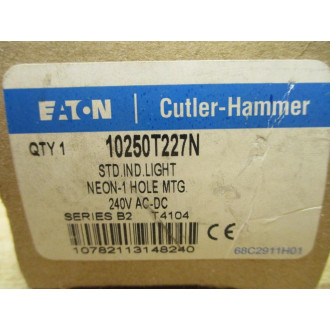 EATON | Cutler-Hammer
QTY 1 10250T227N
STD.IND.LIGHT
NEON-1 HOLE MTG
240V AC-DC
SERIES B2 T4104
10782113148240
68C2911H01